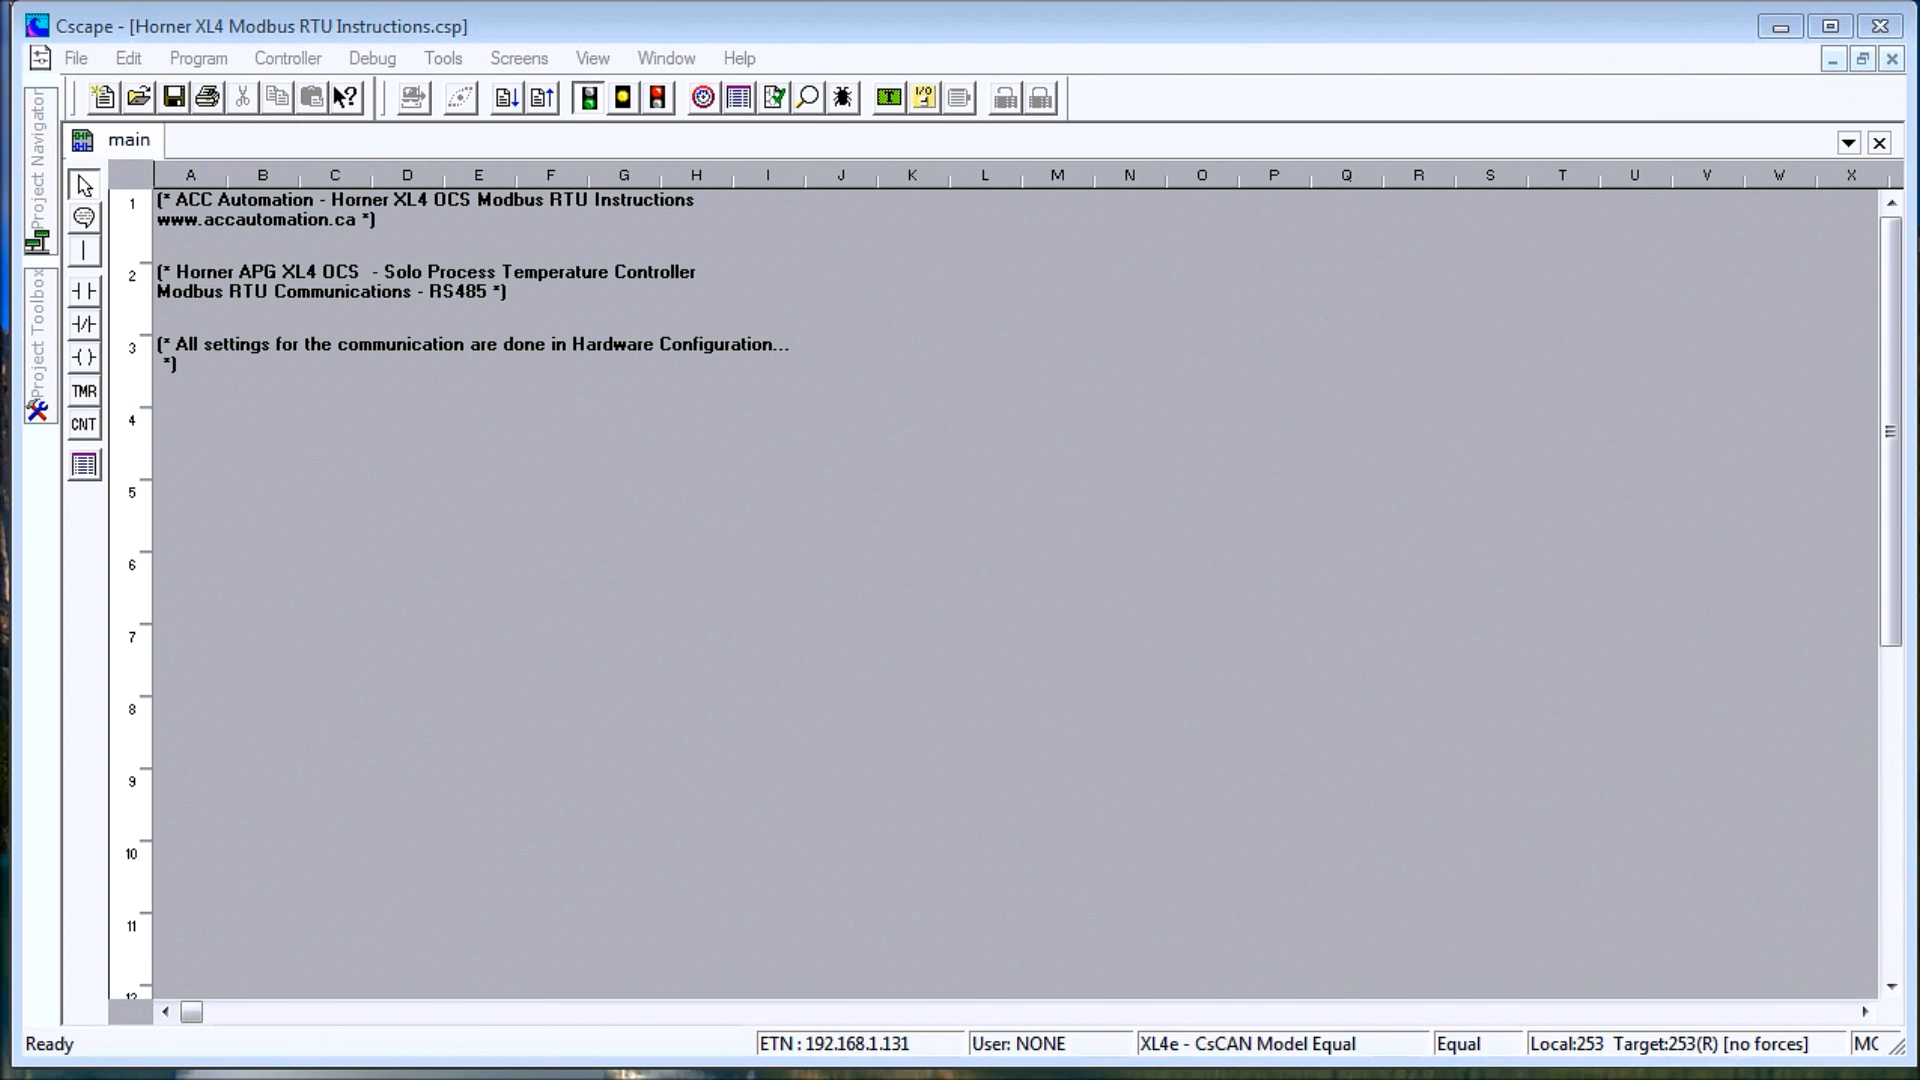 Cscape - [Horner XL4 Modbus RTU Instructions.csp]
File Edit Program Controller Debug Tools Screens View Window Help
T I/O
Project Navigator
Project Toolbox
main
A B C D E F G H I J K L M N O P Q R S T U V W X
1 (* ACC Automation - Horner XL4 OCS Modbus RTU Instructions
www.accautomation.ca *)
2 (* Horner APG XL4 OCS - Solo Process Temperature Controller
Modbus RTU Communications - RS485 *)
3 (* All settings for the communication are done in Hardware Configuration...
*)
TMR
4
CNT
5
6
7
8
9
10
11
12
Ready ETN : 192.168.1.131 User: NONE XL4e - CsCAN Model Equal Equal Local:253 Target:253(R) [no forces]